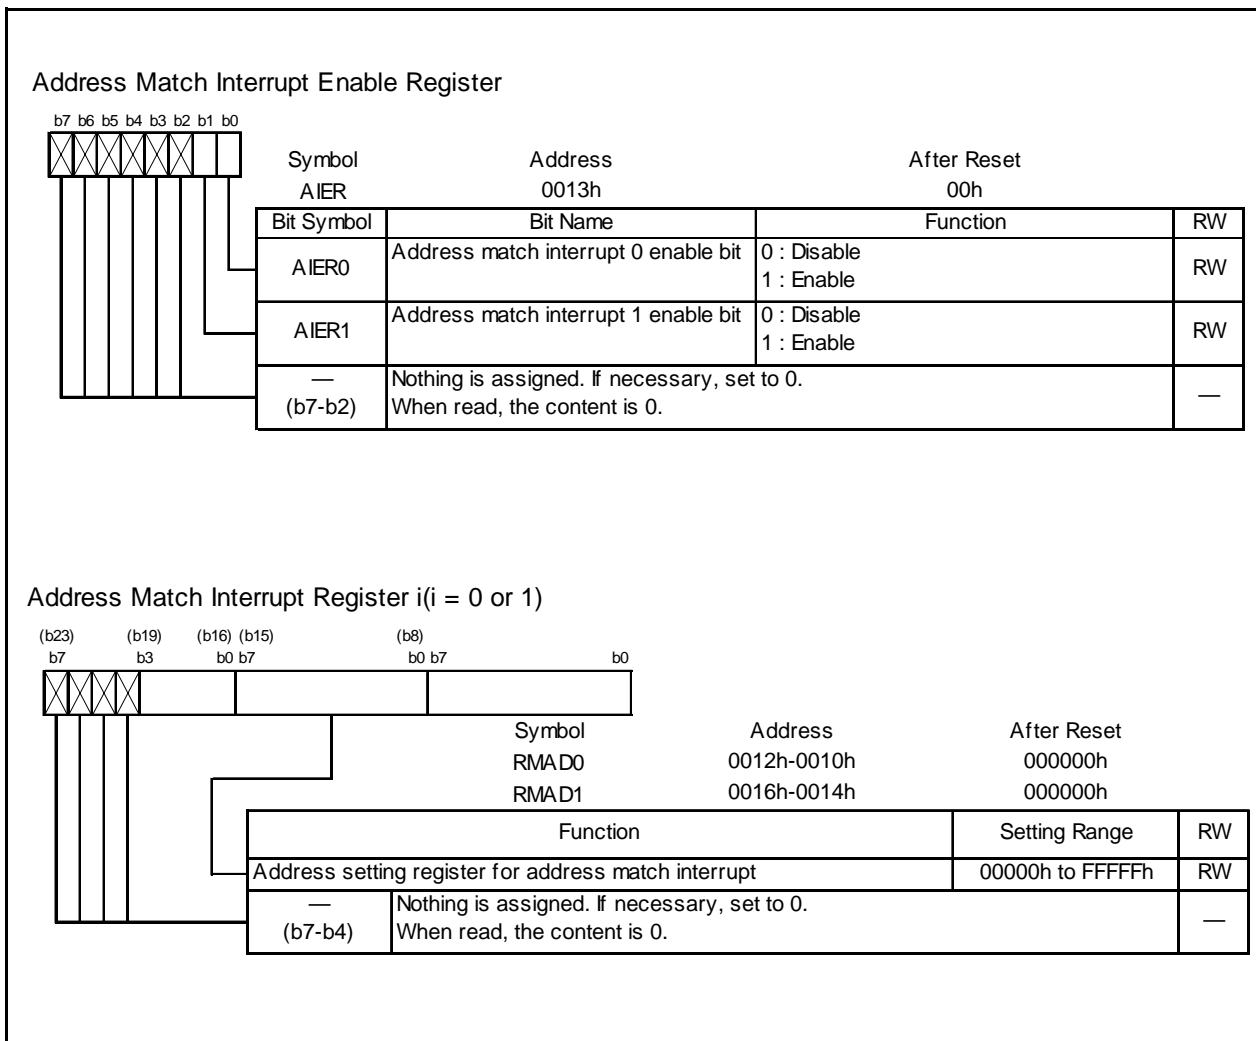 Address Match Interrupt Enable Register
b7 b6 b5 b4 b3 b2 b1 b0
Symbol Address After Reset
AIER 0013h 00h
Bit Symbol Bit Name Function RW
AIER0 Address match interrupt 0 enable bit 0 : Disable RW
1 : Enable
AIER1 Address match interrupt 1 enable bit 0 : Disable RW
1 : Enable
— Nothing is assigned. If necessary, set to 0. —
(b7-b2) When read, the content is 0.
Address Match Interrupt Register i(i = 0 or 1)
(b23) (b19) (b16) (b15) (b8)
b7 b3 b0 b7 b0 b7 b0
Symbol Address After Reset
RMAD0 0012h-0010h 000000h
RMAD1 0016h-0014h 000000h
Function Setting Range RW
Address setting register for address match interrupt 00000h to FFFFFh RW
— Nothing is assigned. If necessary, set to 0. —
(b7-b4) When read, the content is 0.